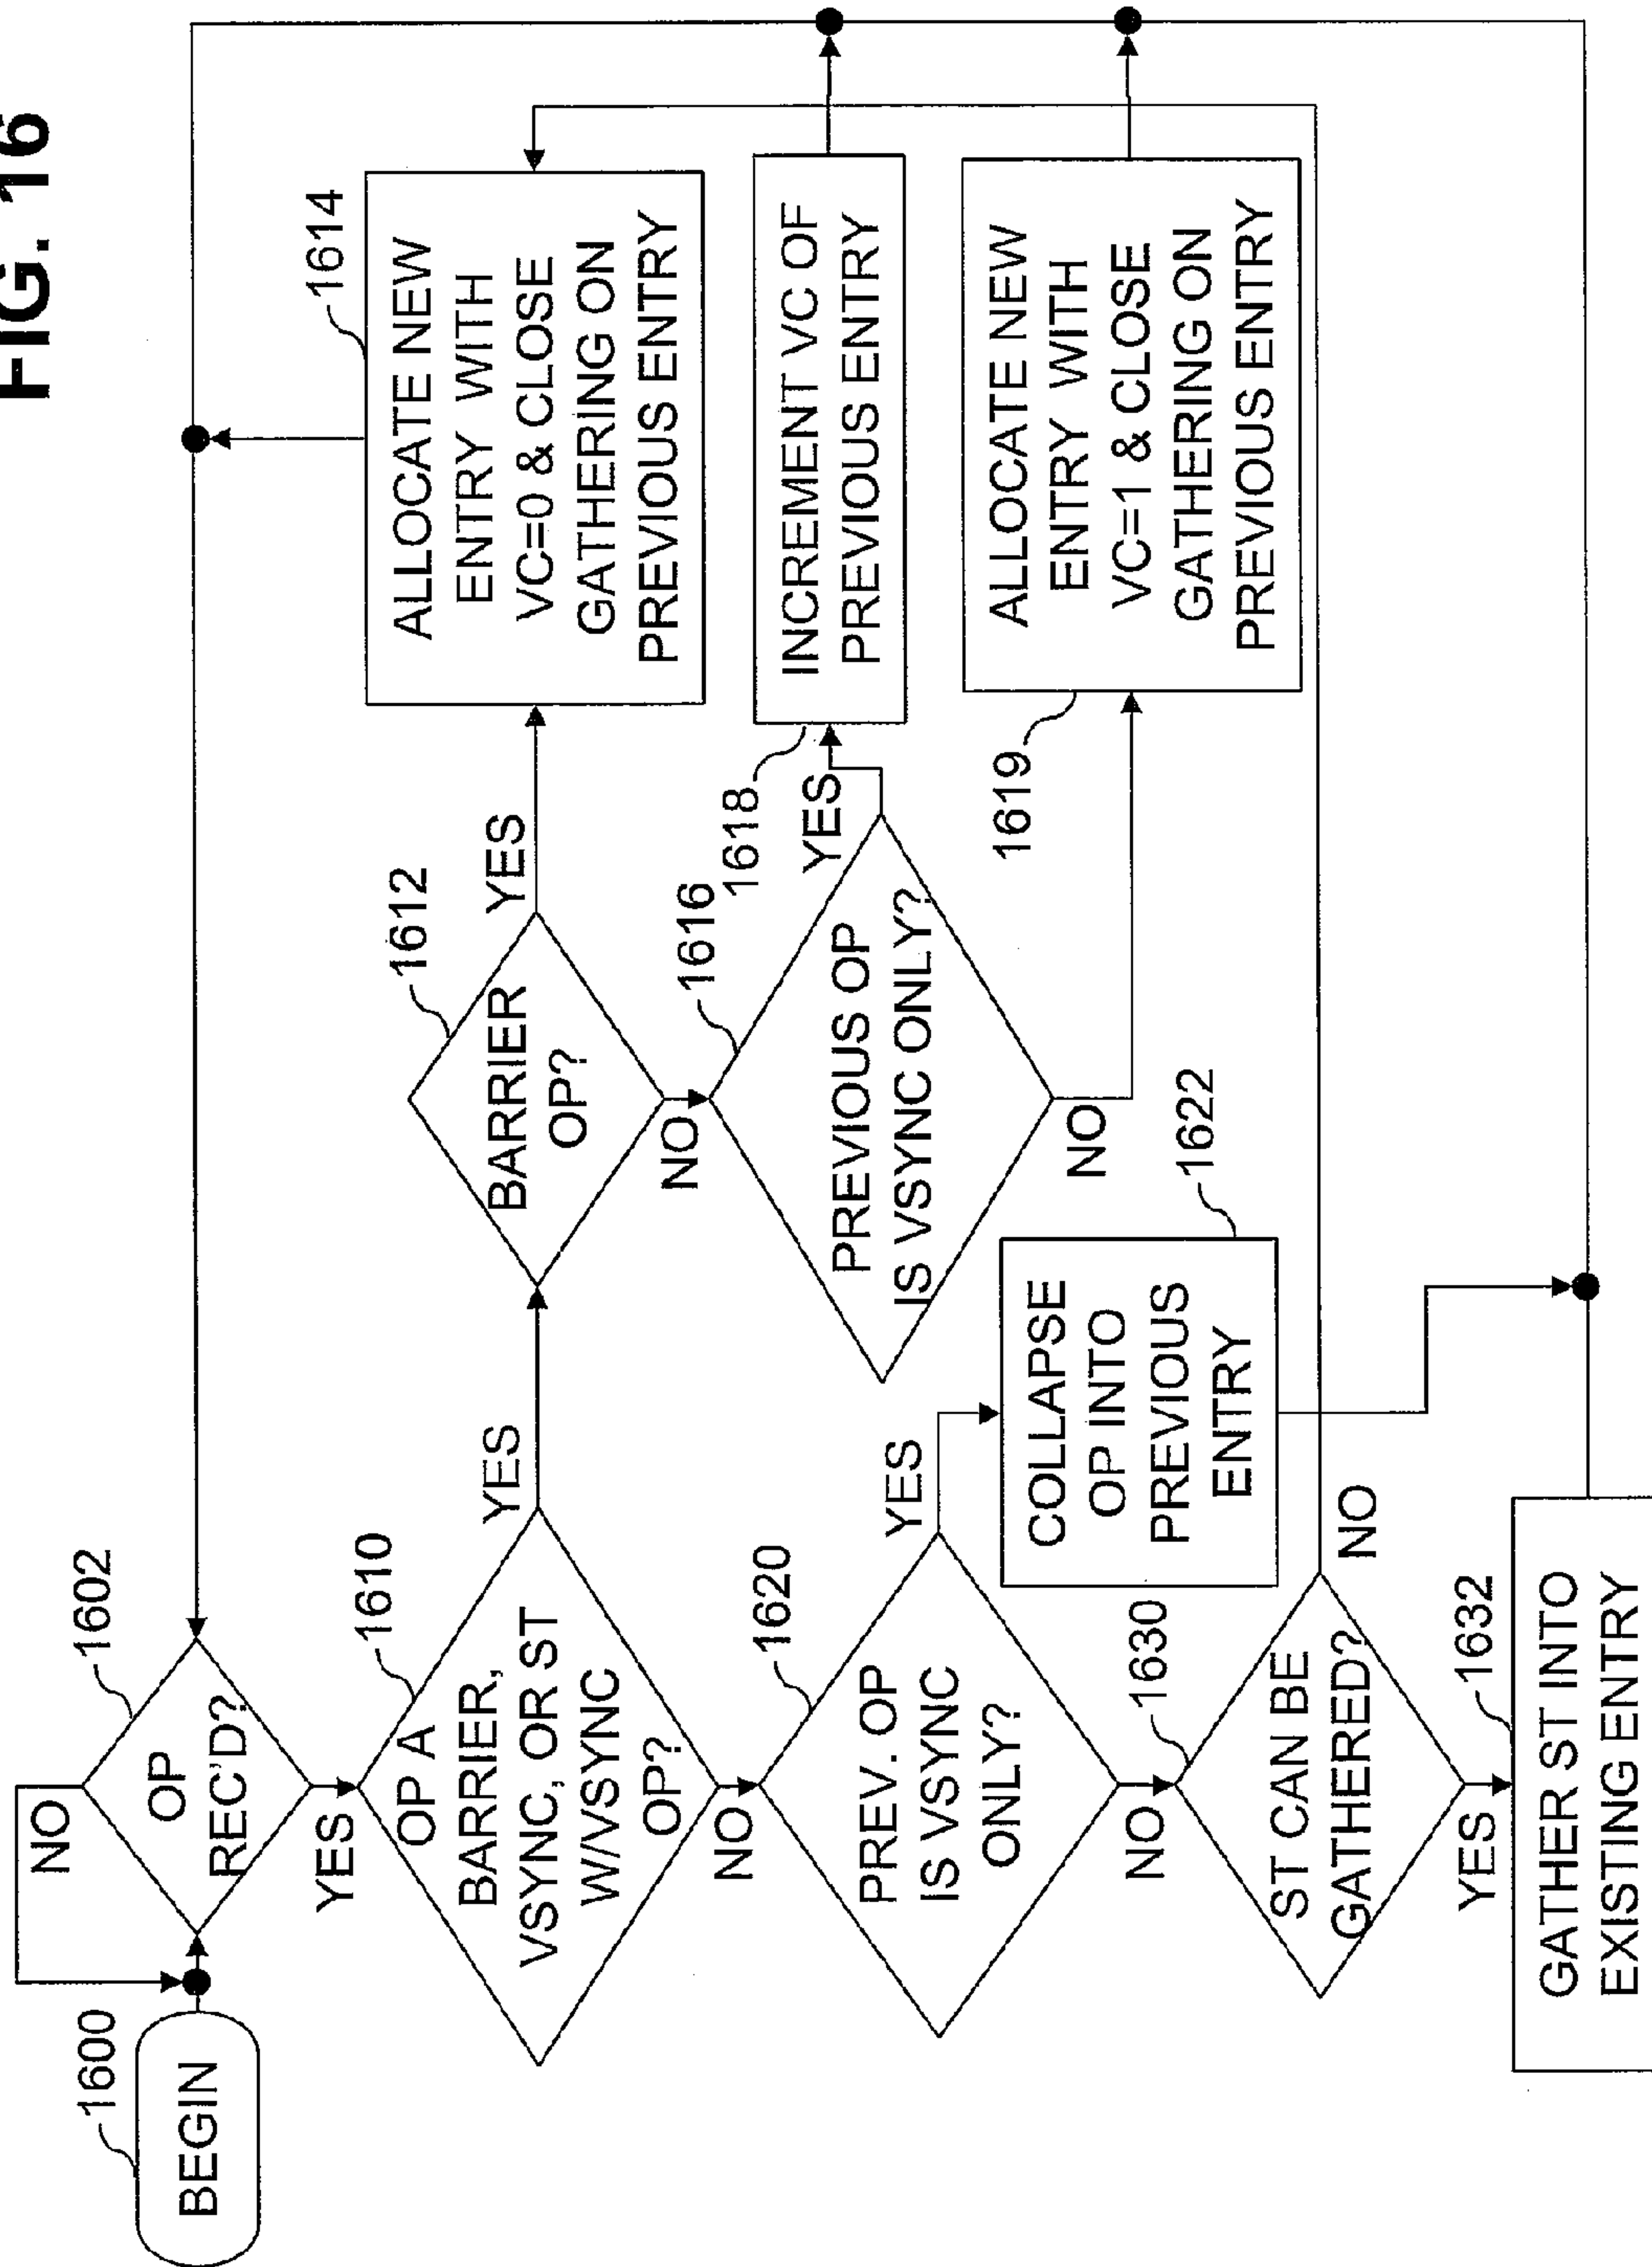 FIG. 16
1600
BEGIN
1602
OP
REC'D?
NO
YES
1610
OP A
BARRIER,
VSYNC, OR ST
W/VSYNC
OP?
YES
NO
1612
BARRIER
OP?
YES
NO
1614
ALLOCATE NEW
ENTRY WITH
VC=0 & CLOSE
GATHERING ON
PREVIOUS ENTRY
1616
PREVIOUS OP
IS VSYNC ONLY?
YES
NO
1618
INCREMENT VC OF
PREVIOUS ENTRY
1619
ALLOCATE NEW
ENTRY WITH
VC=1 & CLOSE
GATHERING ON
PREVIOUS ENTRY
1620
PREV. OP
IS VSYNC
ONLY?
YES
NO
1622
COLLAPSE
OP INTO
PREVIOUS
ENTRY
1630
ST CAN BE
GATHERED?
NO
YES
1632
GATHER ST INTO
EXISTING ENTRY